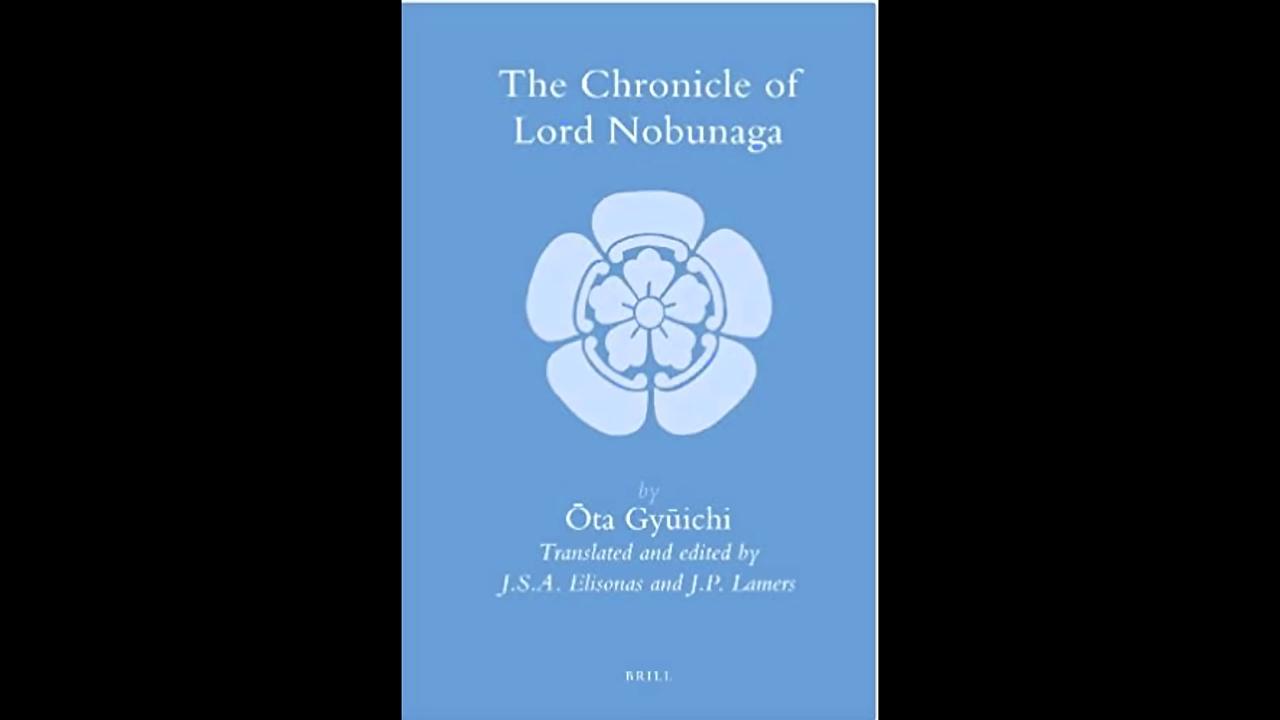 The Chronicle of
Lord Nobunaga
by
Ōta Gyūichi
Translated and edited by
J.S.A. Elisonas and J.P. Lamers
BRILL